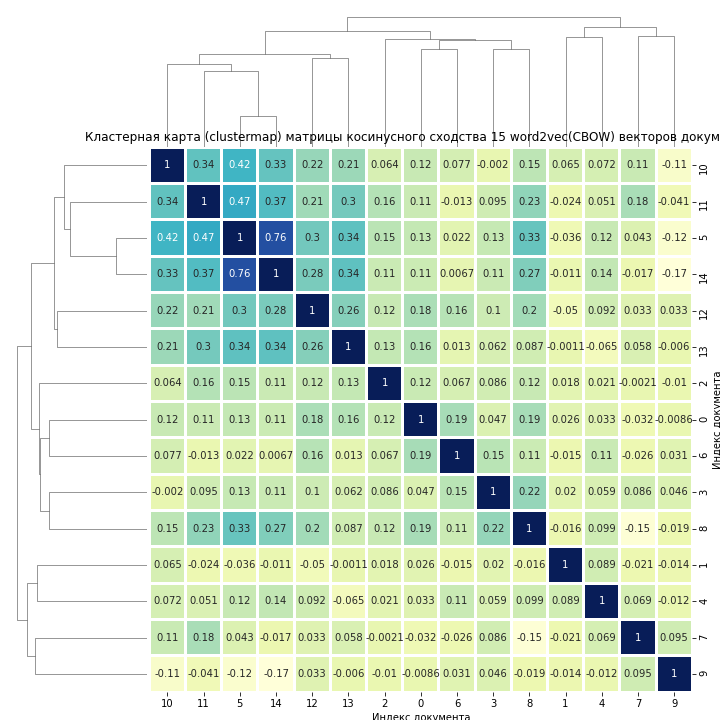 Кластерная карта (clustermap) матрицы косинусного сходства 15 word2vec(CBOW) векторов докум
1 0.34 0.42 0.33 0.22 0.21 0.064 0.12 0.077 -0.002 0.15 0.065 0.072 0.11 -0.11 10
0.34 1 0.47 0.37 0.21 0.3 0.16 0.11 -0.013 0.095 0.23 -0.024 0.051 0.18 -0.041 11
0.42 0.47 1 0.76 0.3 0.34 0.15 0.13 0.022 0.13 0.33 -0.036 0.12 0.043 -0.12 5
0.33 0.37 0.76 1 0.28 0.34 0.11 0.11 0.0067 0.11 0.27 -0.011 0.14 -0.017 -0.17 14
0.22 0.21 0.3 0.28 1 0.26 0.12 0.18 0.16 0.1 0.2 -0.05 0.092 0.033 0.033 12
0.21 0.3 0.34 0.34 0.26 1 0.13 0.16 0.013 0.062 0.087 -0.0011 -0.065 0.058 -0.006 13
0.064 0.16 0.15 0.11 0.12 0.13 1 0.12 0.067 0.086 0.12 0.018 0.021 -0.0021 -0.01 2
0.12 0.11 0.13 0.11 0.18 0.16 0.12 1 0.19 0.047 0.19 0.026 0.033 -0.032 -0.0086 0
0.077 -0.013 0.022 0.0067 0.16 0.013 0.067 0.19 1 0.15 0.11 -0.015 0.11 -0.026 0.031 6
-0.002 0.095 0.13 0.11 0.1 0.062 0.086 0.047 0.15 1 0.22 0.02 0.059 0.086 0.046 3
0.15 0.23 0.33 0.27 0.2 0.087 0.12 0.19 0.11 0.22 1 -0.016 0.099 -0.15 -0.019 8
0.065 -0.024 -0.036 -0.011 -0.05 -0.0011 0.018 0.026 -0.015 0.02 -0.016 1 0.089 -0.021 -0.014 1
0.072 0.051 0.12 0.14 0.092 -0.065 0.021 0.033 0.11 0.059 0.099 0.089 1 0.069 -0.012 4
0.11 0.18 0.043 -0.017 0.033 0.058 -0.0021 -0.032 -0.026 0.086 -0.15 -0.021 0.069 1 0.095 7
-0.11 -0.041 -0.12 -0.17 0.033 -0.006 -0.01 -0.0086 0.031 0.046 -0.019 -0.014 -0.012 0.095 1 9
Индекс документа
10 11 5 14 12 13 2 0 6 3 8 1 4 7 9
Индекс документа